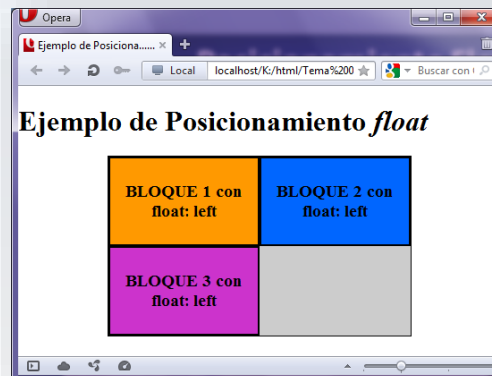 Opera
Ejemplo de Posiciona......
Local
localhost/K:/html/Tema%200
Buscar con
Ejemplo de Posicionamiento float
BLOQUE 1 con
float: left
BLOQUE 2 con
float: left
BLOQUE 3 con
float: left